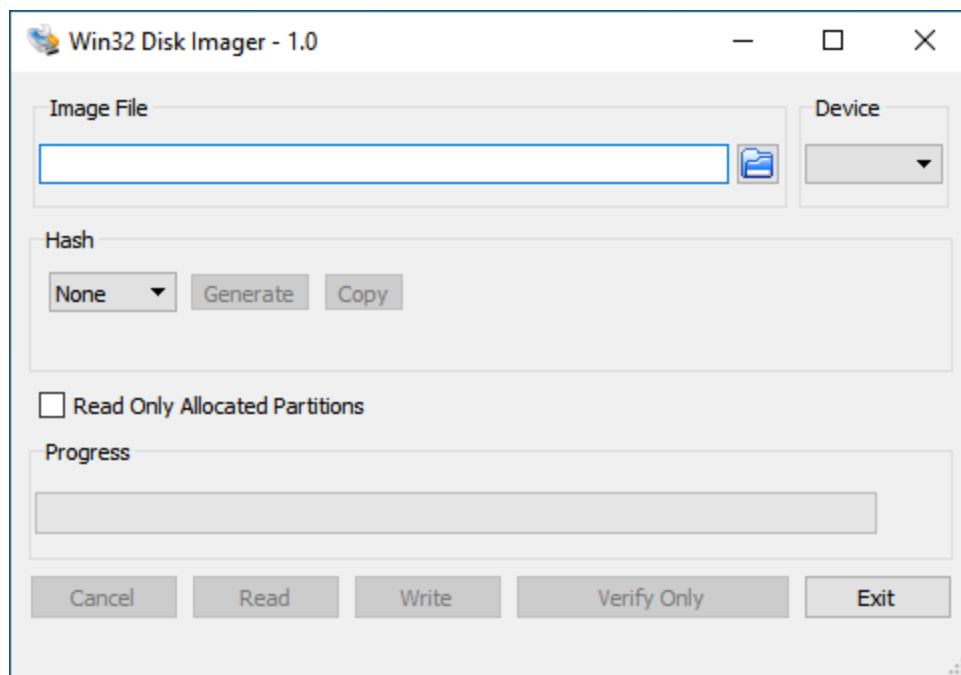 Win32 Disk Imager - 1.0
Image File
Device
Hash
None Generate Copy
Read Only Allocated Partitions
Progress
Cancel Read Write Verify Only Exit